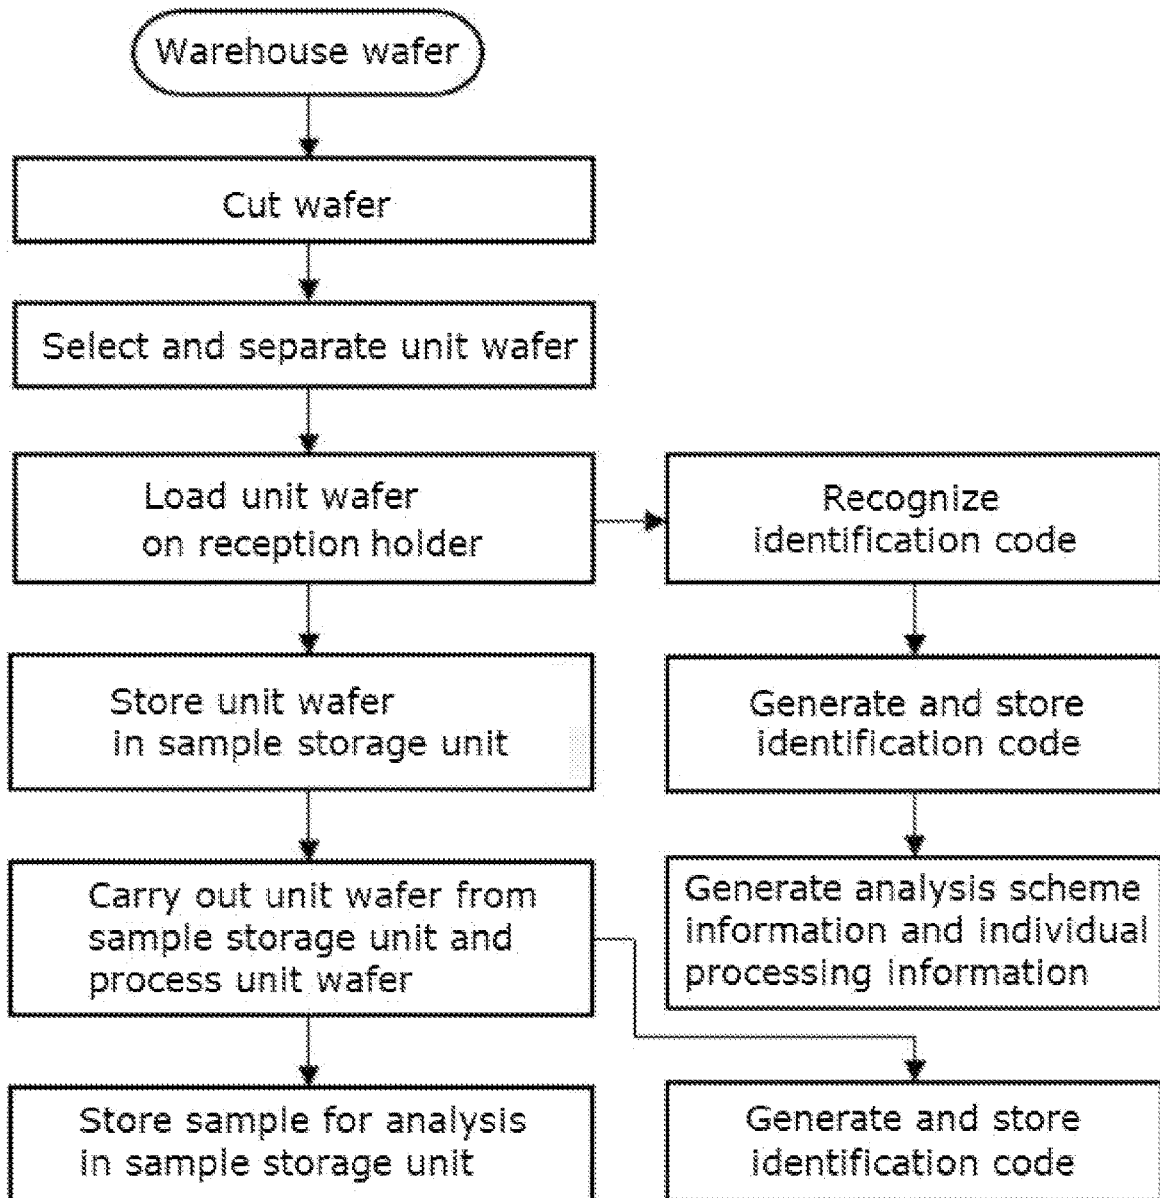 Warehouse wafer
Cut wafer
Select and separate unit wafer
Load unit wafer
on reception holder
Recognize
identification code
Store unit wafer
in sample storage unit
Generate and store
identification code
Carry out unit wafer from
sample storage unit and
process unit wafer
Generate analysis scheme
information and individual
processing information
Store sample for analysis
in sample storage unit
Generate and store
identification code